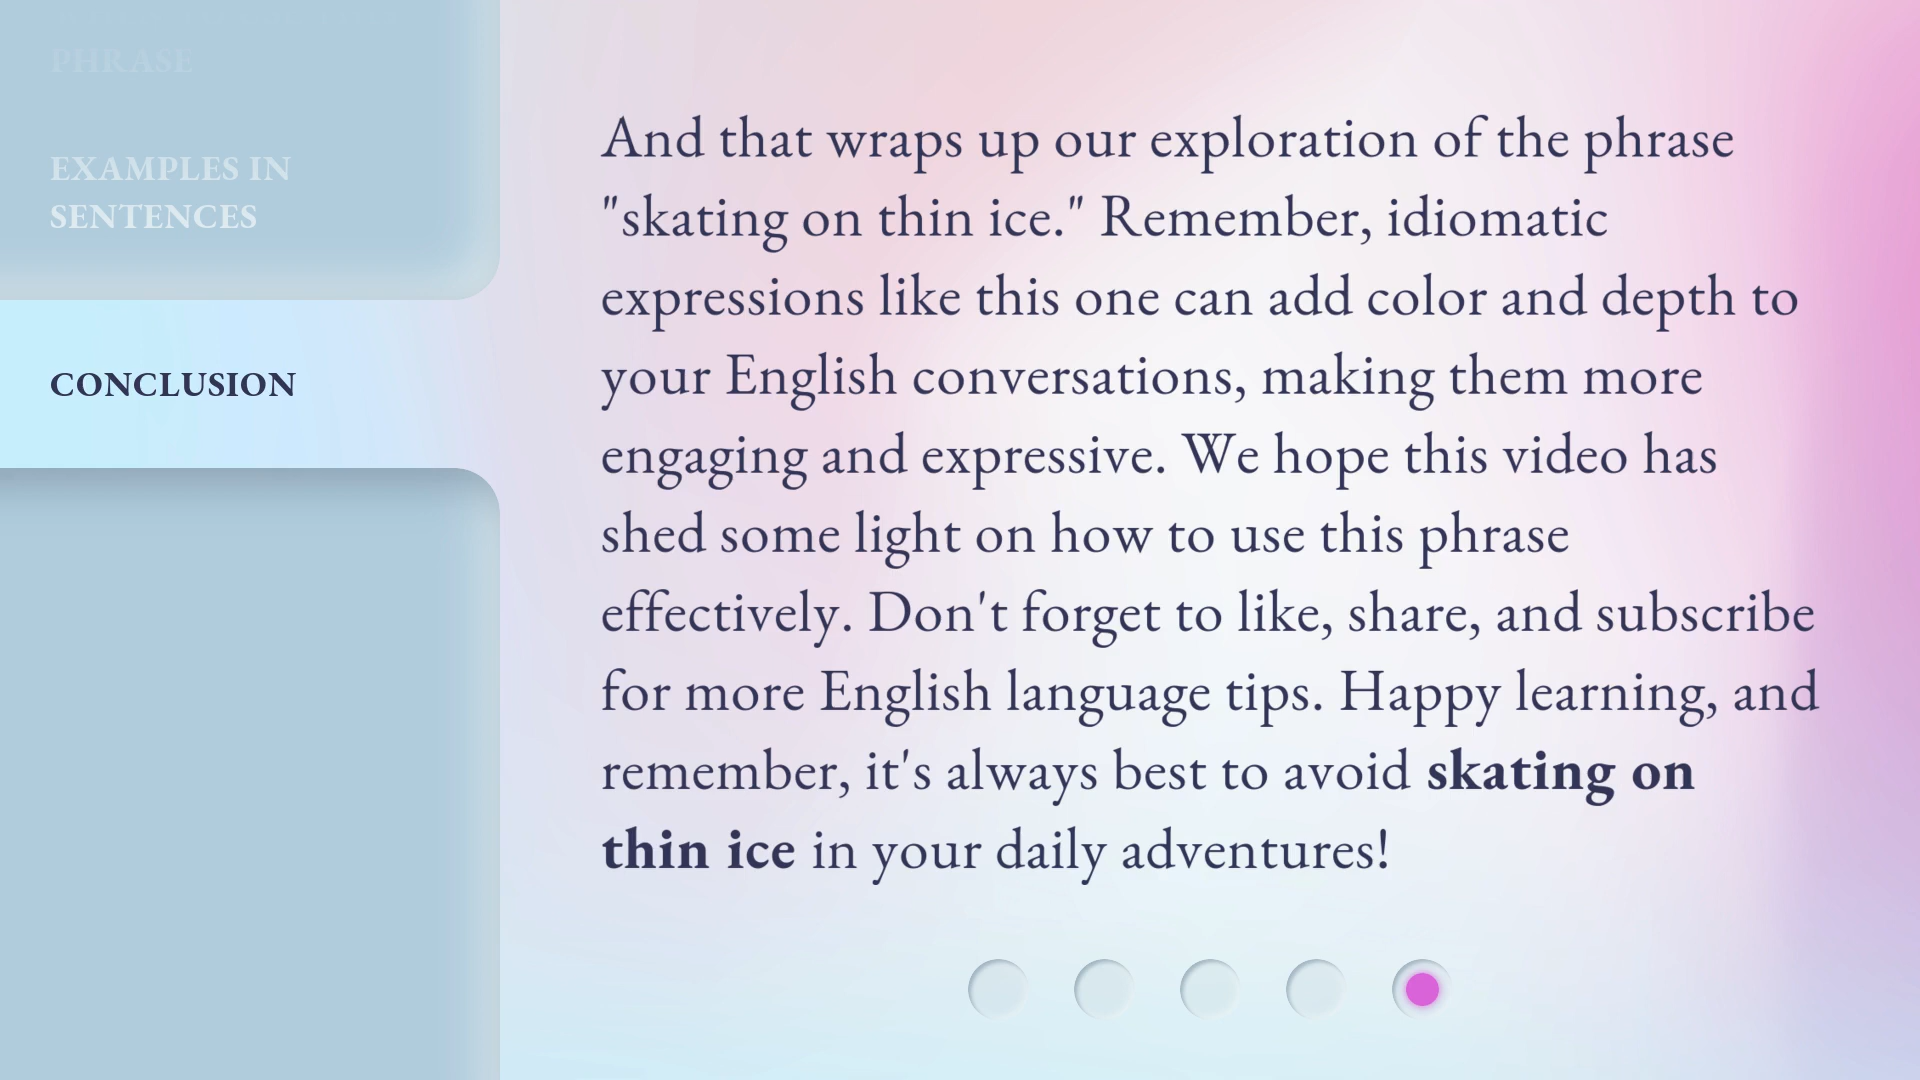 PHRASE
EXAMPLES IN
SENTENCES
CONCLUSION
And that wraps up our exploration of the phrase
"skating on thin ice." Remember, idiomatic
expressions like this one can add color and depth to
your English conversations, making them more
engaging and expressive. We hope this video has
shed some light on how to use this phrase
effectively. Don't forget to like, share, and subscribe
for more English language tips. Happy learning, and
remember, it's always best to avoid skating on
thin ice in your daily adventures!